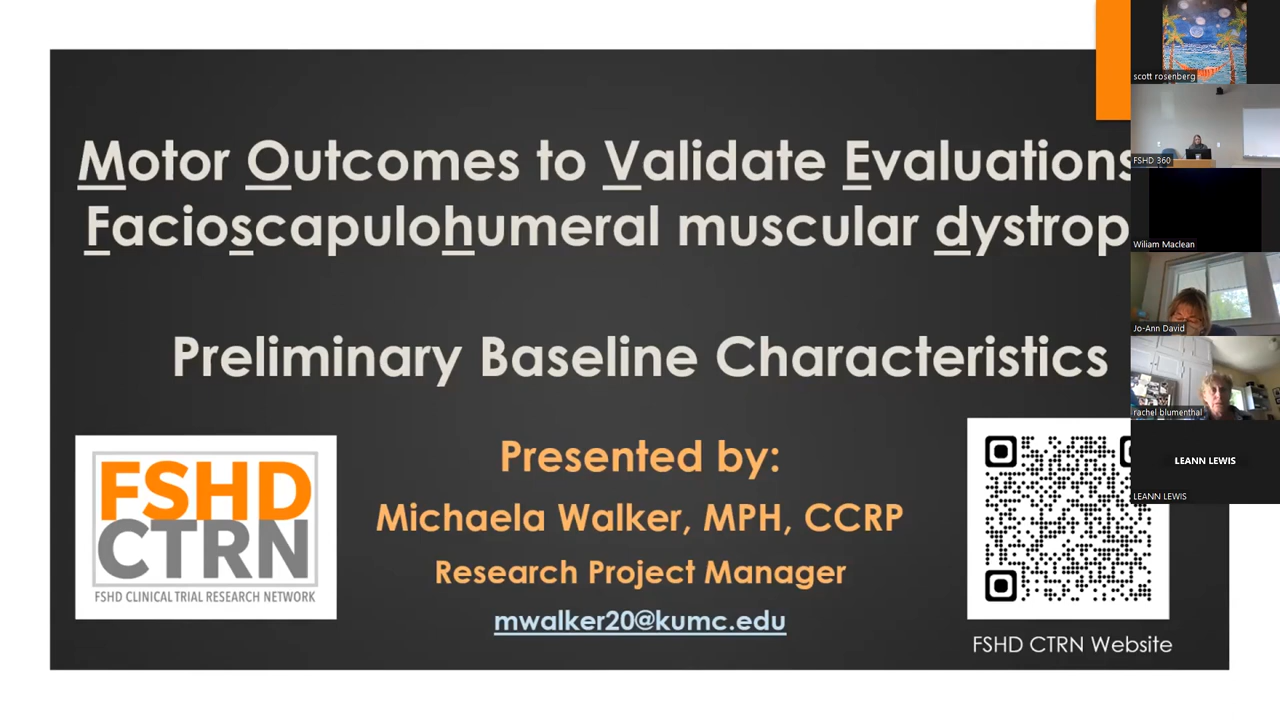 Motor Outcomes to Validate Evaluations
Facioscapulohumeral muscular dystrop
Preliminary Baseline Characteristics
Presented by:
Michaela Walker, MPH, CCRP
Research Project Manager
mwalker20@kumc.edu
FSHD
CTRN
FSHD CLINICAL TRIAL RESEARCH NETWORK
FSHD CTRN Website
scott rosenberg
FSHD 360
Wiliam Maclean
Jo-Ann David
rachel blumenthal
LEANN LEWIS
LEANN LEWIS